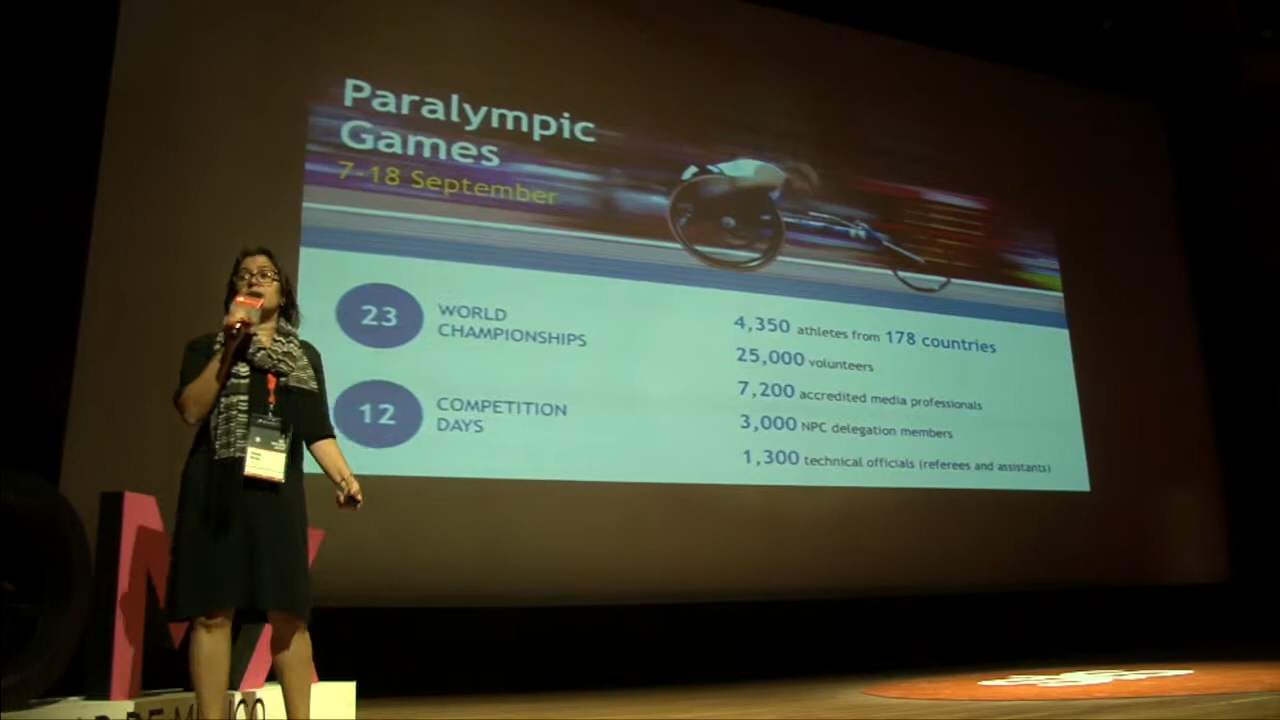 Paralympic
Games
7-18 September
23
WORLD
CHAMPIONSHIPS
12
COMPETITION
DAYS
4,350 athletes from 178 countries
25,000 volunteers
7,200 accredited media professionals
3,000 NPC delegation members
1,300 technical officials (referees and assistants)